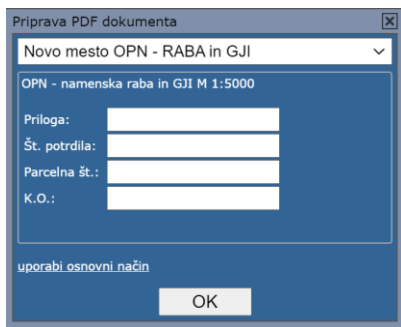 Priprava PDF dokumenta
Novo mesto OPN - RABA in GJI
OPN - namenska raba in GJI M 1:5000
Priloga:
Št. potrdila:
Parcelna št.:
K.O.:
uporabi osnovni način
OK